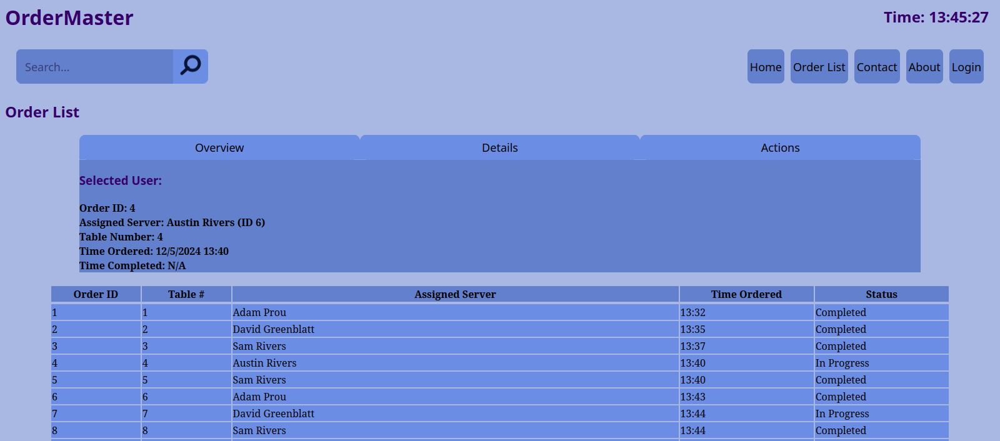 OrderMaster
Time: 13:45:27
Search...
Home Order List Contact About Login
Order List
Overview Details Actions
Selected User:
Order ID: 4
Assigned Server: Austin Rivers (ID 6)
Table Number: 4
Time Ordered: 12/5/2024 13:40
Time Completed: N/A
Order ID Table # Assigned Server Time Ordered Status
1 1 Adam Prou 13:32 Completed
2 2 David Greenblatt 13:35 Completed
3 3 Sam Rivers 13:37 Completed
4 4 Austin Rivers 13:40 In Progress
5 5 Sam Rivers 13:40 Completed
6 6 Adam Prou 13:43 Completed
7 7 David Greenblatt 13:44 In Progress
8 8 Sam Rivers 13:44 Completed